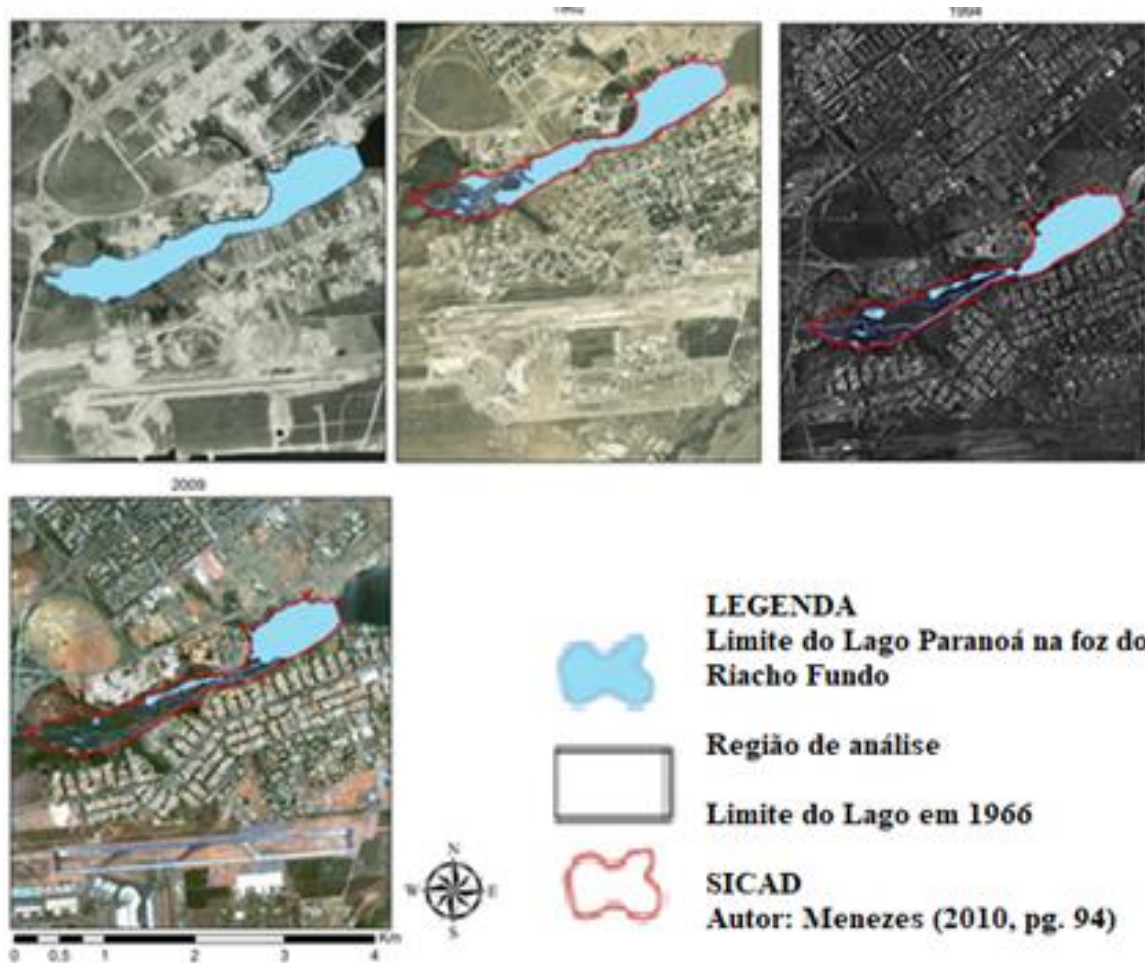 1994
2009
LEGENDA
Limite do Lago Paranoá na foz do
Riacho Fundo
Região de análise
Limite do Lago em 1966
SICAD
Autor: Menezes (2010, pg. 94)
N
W E
S
Km
0 0.5 1 2 3 4